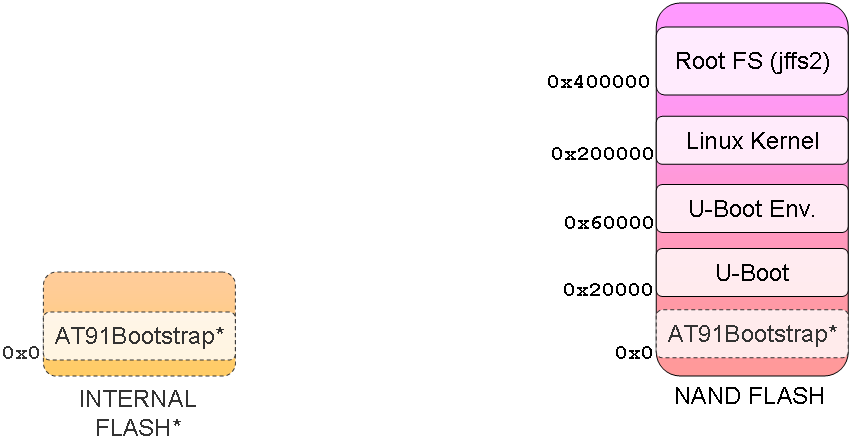 Root FS (jffs2)
0x400000
Linux Kernel
0x200000
U-Boot Env.
0x60000
U-Boot
0x20000
AT91Bootstrap*
0x0
NAND FLASH
AT91Bootstrap*
0x0
INTERNAL
FLASH*